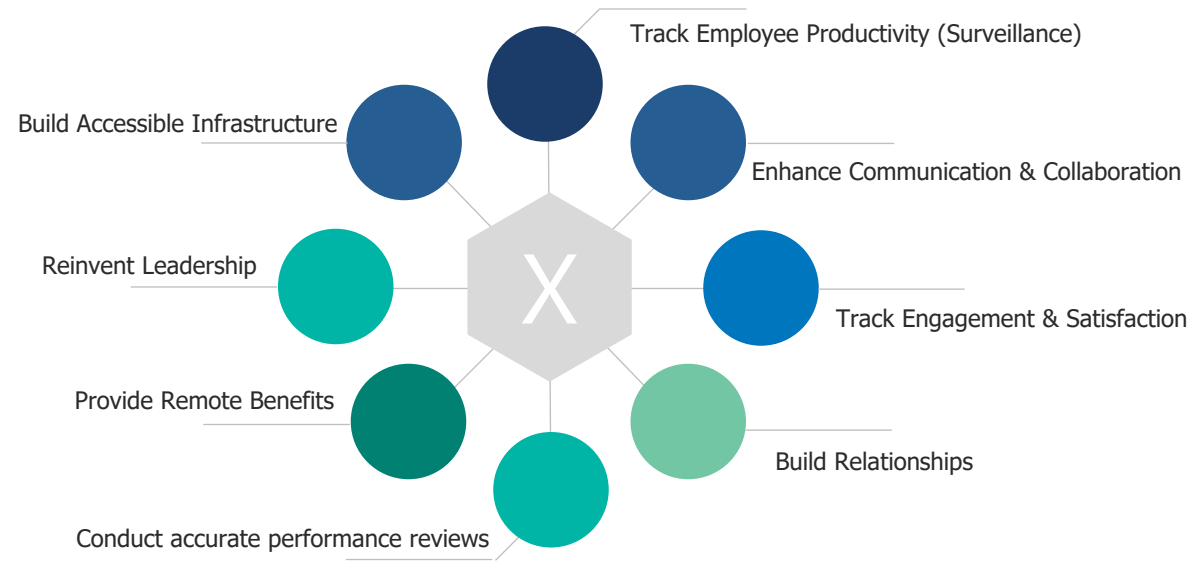 Track Employee Productivity (Surveillance)
Build Accessible Infrastructure
Enhance Communication & Collaboration
Reinvent Leadership
X
Track Engagement & Satisfaction
Provide Remote Benefits
Build Relationships
Conduct accurate performance reviews